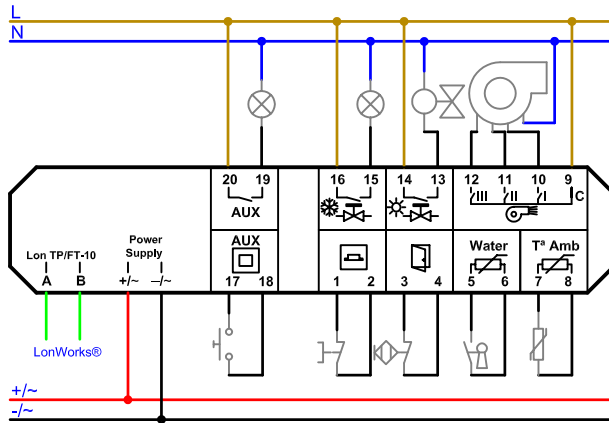 L
N
20 19
16 15
14 13
12 11 10 9
III II I C
AUX
AUX
Water
Tª Amb
Lon TP/FT-10
Power
Supply
A B +/~ –/~
17 18
1 2
3 4
5 6
7 8
LonWorks®
+/~
-/~